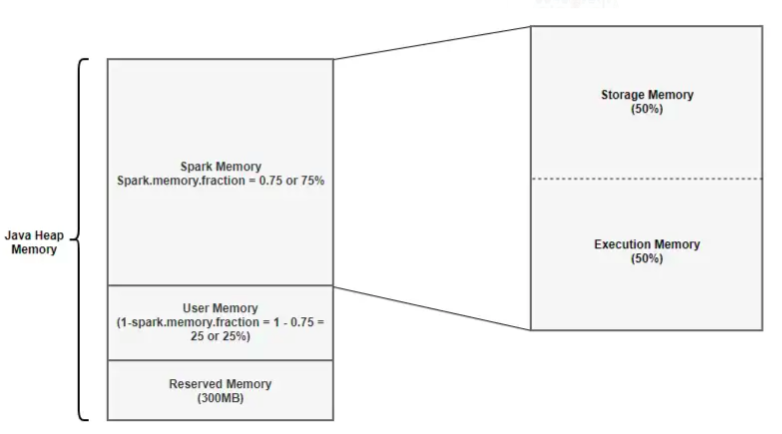 Storage Memory
(50%)
Spark Memory
Spark.memory.fraction = 0.75 or 75%
Java Heap
Memory
Execution Memory
(50%)
User Memory
(1-spark.memory.fraction = 1 - 0.75 =
25 or 25%)
Reserved Memory
(300MB)